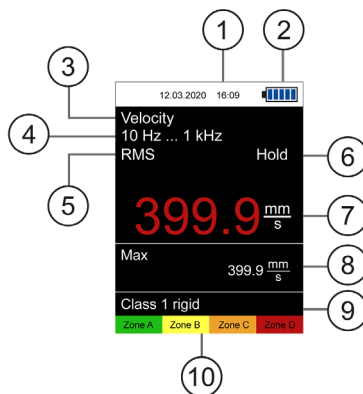 1
2
12.03.2020 16:09
3
Velocity
4
10 Hz ... 1 kHz
RMS
Hold
5
6
399.9 mm/s
7
Max
399.9 mm/s
8
Class 1 rigid
9
Zone A Zone B Zone C Zone D
10